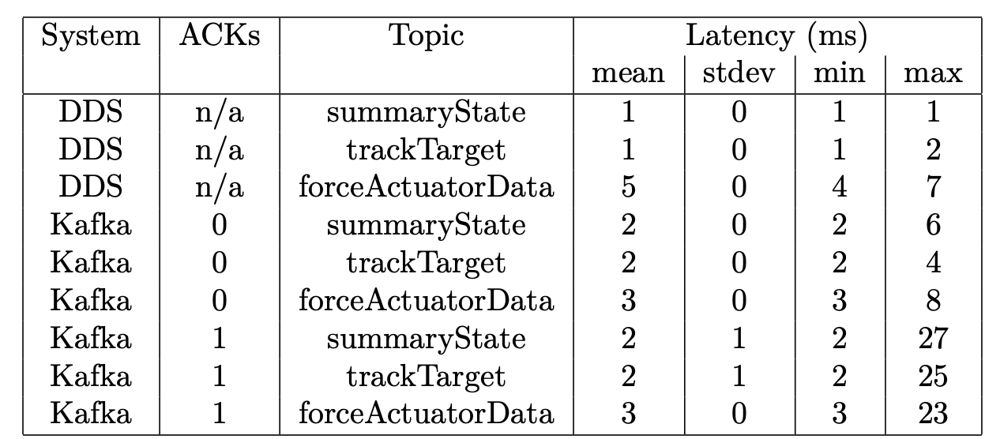 System ACKs Topic Latency (ms)
mean stdev min max
DDS n/a summaryState 1 0 1 1
DDS n/a trackTarget 1 0 1 2
DDS n/a forceActuatorData 5 0 4 7
Kafka 0 summaryState 2 0 2 6
Kafka 0 trackTarget 2 0 2 4
Kafka 0 forceActuatorData 3 0 3 8
Kafka 1 summaryState 2 1 2 27
Kafka 1 trackTarget 2 1 2 25
Kafka 1 forceActuatorData 3 0 3 23